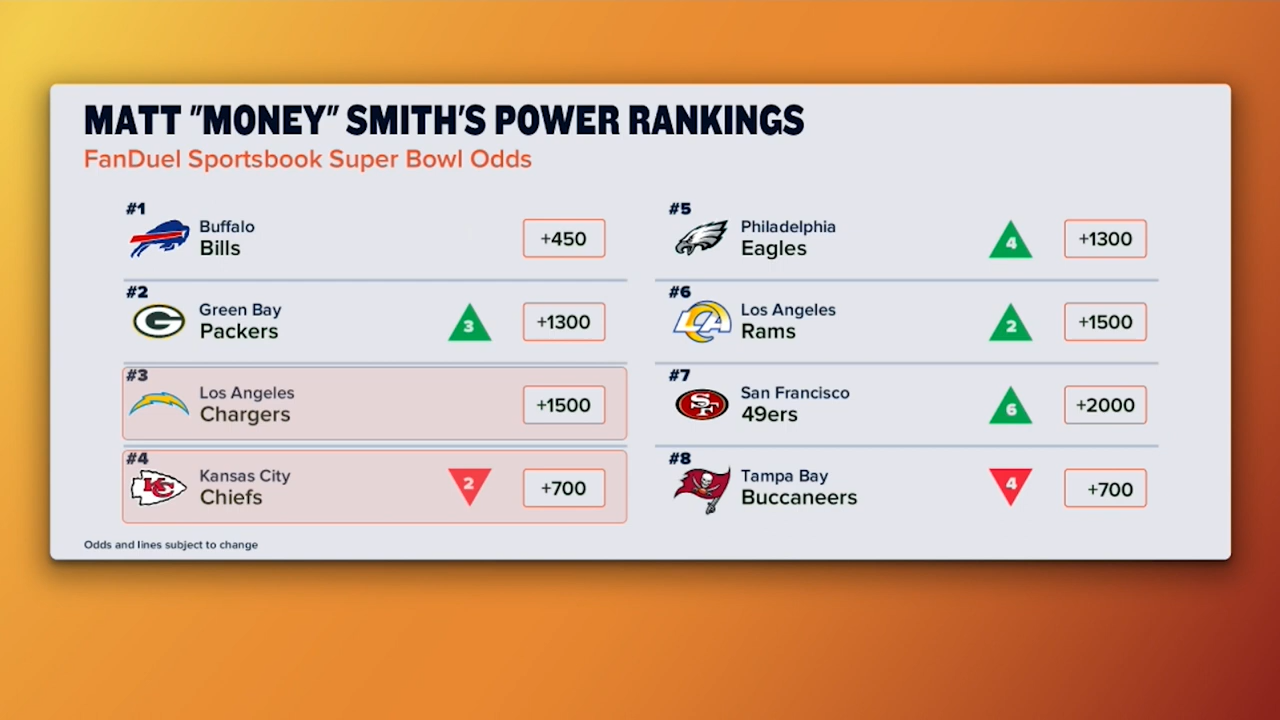 MATT "MONEY" SMITH'S POWER RANKINGS
FanDuel Sportsbook Super Bowl Odds
#1
Buffalo
Bills
+450
#2
Green Bay
Packers
3
+1300
#3
Los Angeles
Chargers
+1500
#4
Kansas City
Chiefs
KC
2
+700
#5
Philadelphia
Eagles
4
+1300
#6
LA
Los Angeles
Rams
2
+1500
#7
SF
San Francisco
49ers
6
+2000
#8
Tampa Bay
Buccaneers
4
+700
G
Odds and lines subject to change